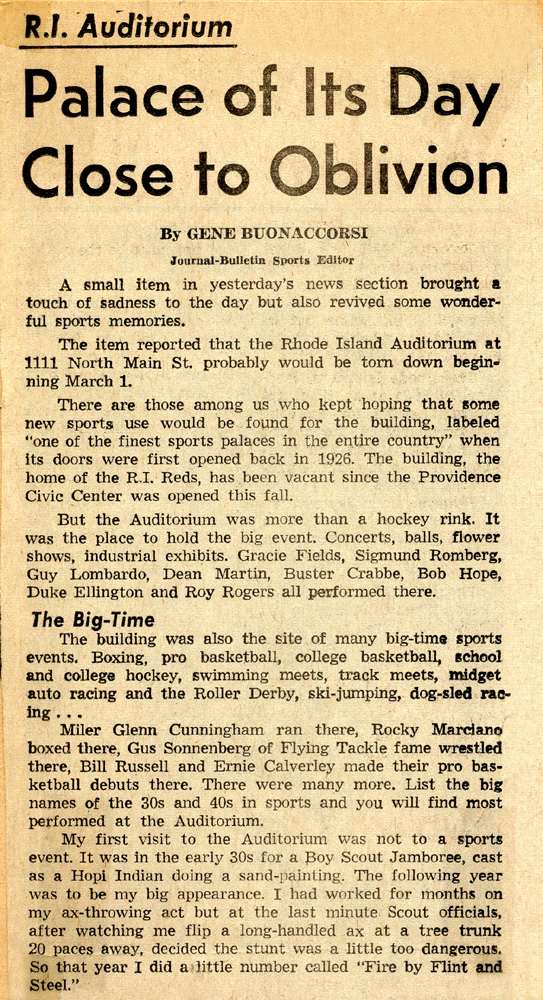 R.I. Auditorium
Palace of Its Day
Close to Oblivion
By GENE BUONACCORSI
Journal-Bulletin Sports Editor
A small item in yesterday's news section brought a
touch of sadness to the day but also revived some wonder-
ful sports memories.
The item reported that the Rhode Island Auditorium at
1111 North Main St. probably would be torn down begin-
ning March 1.
There are those among us who kept hoping that some
new sports use would be found for the building, labeled
"one of the finest sports palaces in the entire country" when
its doors were first opened back in 1926. The building, the
home of the R.I. Reds, has been vacant since the Providence
Civic Center was opened this fall.
But the Auditorium was more than a hockey rink. It
was the place to hold the big event. Concerts, balls, flower
shows, industrial exhibits. Gracie Fields, Sigmund Romberg,
Guy Lombardo, Dean Martin, Buster Crabbe, Bob Hope,
Duke Ellington and Roy Rogers all performed there.
The Big-Time
The building was also the site of many big-time sports
events. Boxing, pro basketball, college basketball, school
and college hockey, swimming meets, track meets, midget
auto racing and the Roller Derby, ski-jumping, dog-sled rac-
ing . . .
Miler Glenn Cunningham ran there, Rocky Marciano
boxed there, Gus Sonnenberg of Flying Tackle fame wrestled
there, Bill Russell and Ernie Calverley made their pro bas-
ketball debuts there. There were many more. List the big
names of the 30s and 40s in sports and you will find most
performed at the Auditorium.
My first visit to the Auditorium was not to a sports
event. It was in the early 30s for a Boy Scout Jamboree, cast
as a Hopi Indian doing a sand-painting. The following year
was to be my big appearance. I had worked for months on
my ax-throwing act but at the last minute Scout officials,
after watching me flip a long-handled ax at a tree trunk
20 paces away, decided the stunt was a little too dangerous.
So that year I did a little number called "Fire by Flint and
Steel."